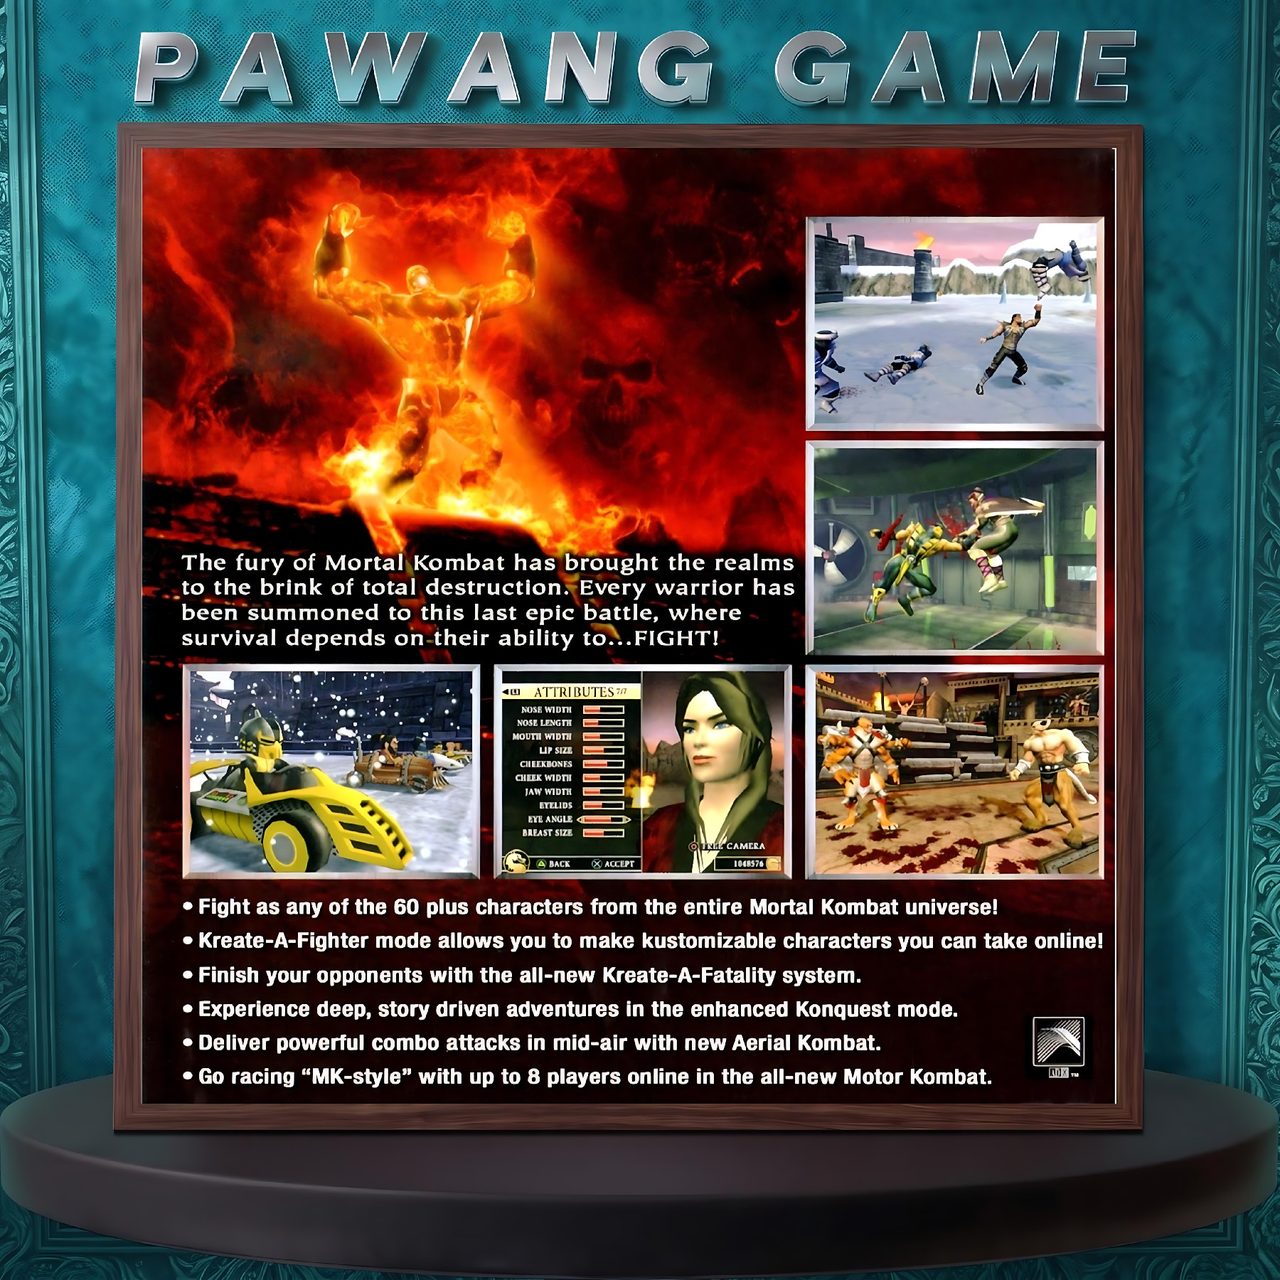 PAWANG GAME
The fury of Mortal Kombat has brought the realms
to the brink of total destruction. Every warrior has
been summoned to this last epic battle, where
survival depends on their ability to...FIGHT!
L1 ATTRIBUTES 7/7
NOSE WIDTH
NOSE LENGTH
MOUTH WIDTH
LIP SIZE
CHEEKBONES
CHEEK WIDTH
JAW WIDTH
EYELIDS
EYE ANGLE
BREAST SIZE
BACK
ACCEPT
FREE CAMERA
1048576
• Fight as any of the 60 plus characters from the entire Mortal Kombat universe!
• Kreate-A-Fighter mode allows you to make kustomizable characters you can take online!
• Finish your opponents with the all-new Kreate-A-Fatality system.
• Experience deep, story driven adventures in the enhanced Konquest mode.
• Deliver powerful combo attacks in mid-air with new Aerial Kombat.
• Go racing “MK-style” with up to 8 players online in the all-new Motor Kombat.